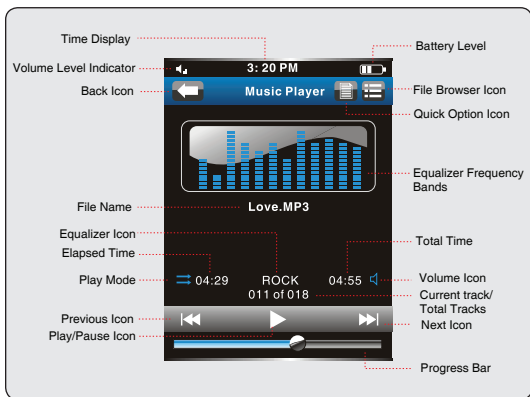 Time Display
Battery Level
Volume Level Indicator
3: 20 PM
Back Icon
Music Player
File Browser Icon
Quick Option Icon
Equalizer Frequency
Bands
File Name
Love.MP3
Equalizer Icon
Total Time
Elapsed Time
Play Mode
04:29
ROCK
04:55
Volume Icon
011 of 018
Current track/
Total Tracks
Previous Icon
Next Icon
Play/Pause Icon
Progress Bar